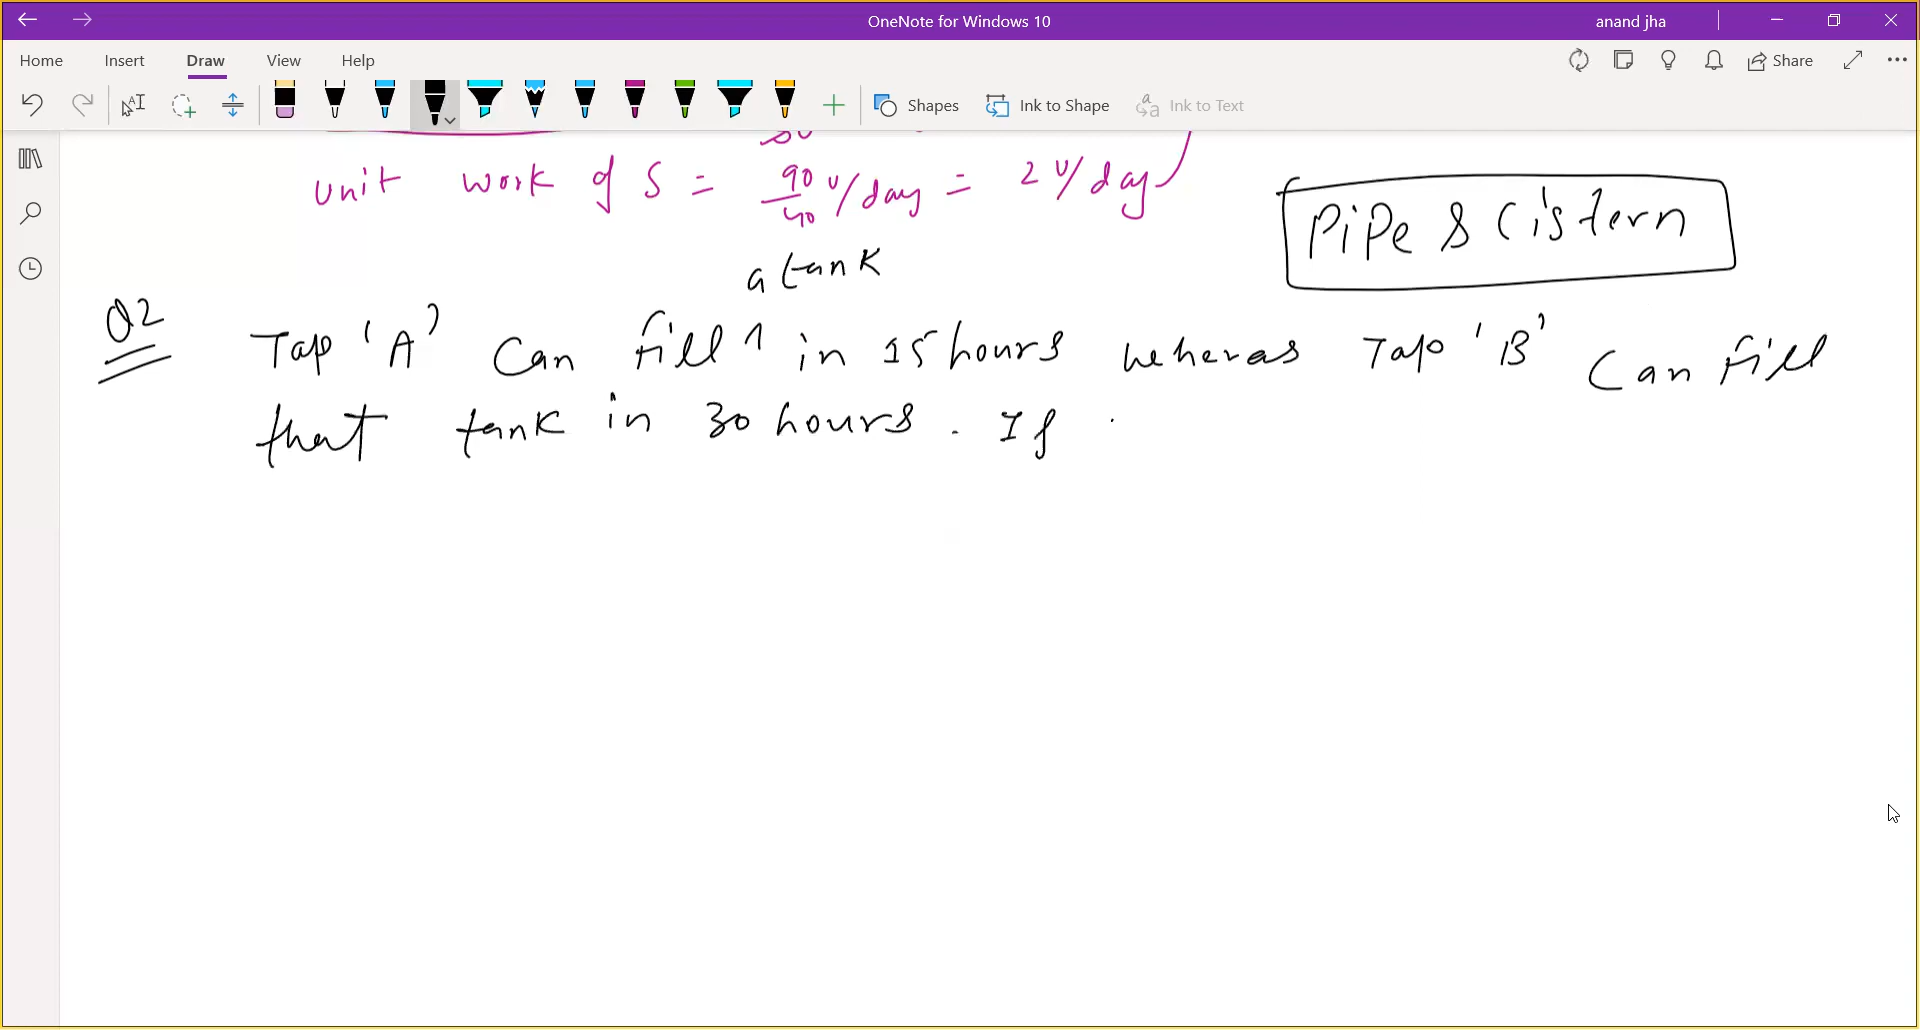 OneNote for Windows 10
anand jha
Home Insert Draw View Help
Share
Shapes Ink to Shape Ink to Text
unit work of S = 90/40 u/day = 2 u/day
Pipe & Cistern
a tank
Q2 Tap 'A' Can fill ^ in 15 hours wheras Tap 'B' Can fill
that tank in 30 hours. If